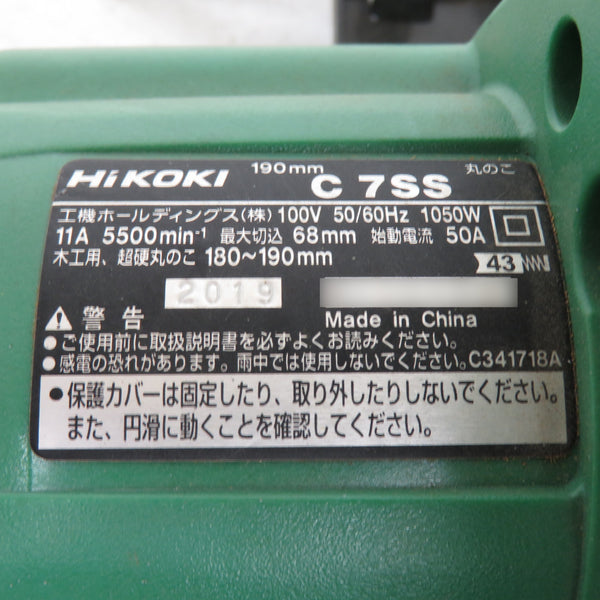 190mm 丸のこ
HiKOKI C 7SS
工機ホールディングス(株) 100V 50/60Hz 1050W
11A 5500min-1 最大切込 68mm 始動電流 50A
木工用、超硬丸のこ 180~190mm 43
2019
警告 Made in China
●ご使用前に取扱説明書を必ずよくお読みください。
●感電の恐れがあります。雨中では使用しないでください。C341718A
●保護カバーは固定したり、取り外したりしないでください。
また、円滑に動くことを確認してください。